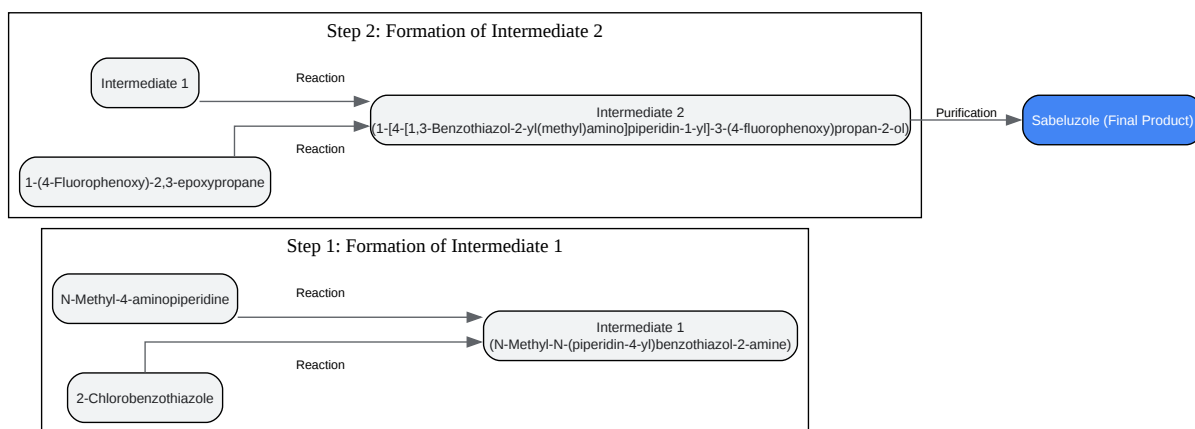 Step 2: Formation of Intermediate 2
Intermediate 1
Reaction
Intermediate 2
(1-[4-[1,3-Benzothiazol-2-yl(methyl)amino]piperidin-1-yl]-3-(4-fluorophenoxy)propan-2-ol)
Purification
Sabeluzole (Final Product)
Reaction
1-(4-Fluorophenoxy)-2,3-epoxypropane
Step 1: Formation of Intermediate 1
N-Methyl-4-aminopiperidine
Reaction
Intermediate 1
(N-Methyl-N-(piperidin-4-yl)benzothiazol-2-amine)
Reaction
2-Chlorobenzothiazole